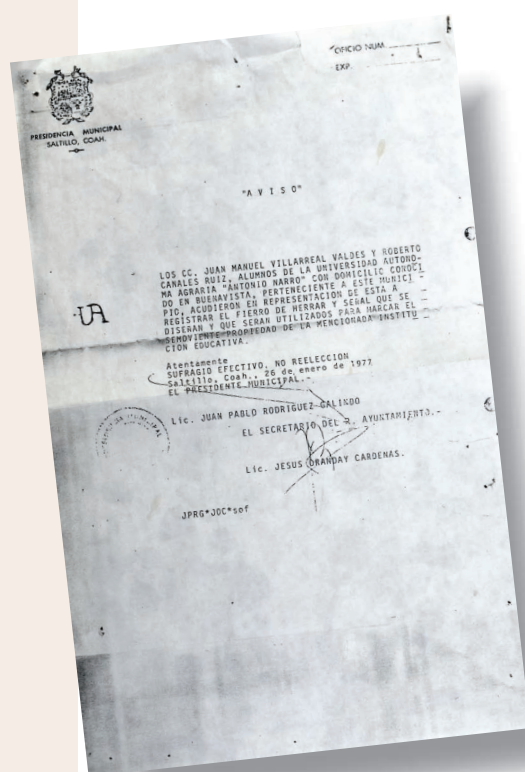 OFICIO NUM.
EXP.
PRESIDENCIA MUNICIPAL
SALTILLO, COAH.
"A V I S O"
LOS CC. JUAN MANUEL VILLARREAL VALDES Y ROBERTO
CANALES RUIZ, ALUMNOS DE LA UNIVERSIDAD AUTONO-
MA AGRARIA "ANTONIO NARRO" CON DOMICILIC CONOCI
DO EN BUENAVISTA, PERTENECIENTE A ESTE MUNICI -
PIO, ACUDIERON EN REPRESENTACION DE ESTA A
REGISTRAR EL FIERRO DE HERRAR Y SEÑAL QUE SE
DISEÑAN Y QUE SERAN UTILIZADOS PARA MARCAR EL
SEMOVIENTE PROPIEDAD DE LA MENCIONADA INSTITU -
CION EDUCATIVA.
UA
Atentamente
SUFRAGIO EFECTIVO, NO REELECCION
Saltillo, Coah., 26 de enero de 1977
EL PRESIDENTE MUNICIPAL.-
Lic. JUAN PABLO RODRIGUEZ GALINDO
EL SECRETARIO DEL R. AYUNTAMIENTO.-
Lic. JESUS ORANDAY CARDENAS.
JPRG*JOC*sof